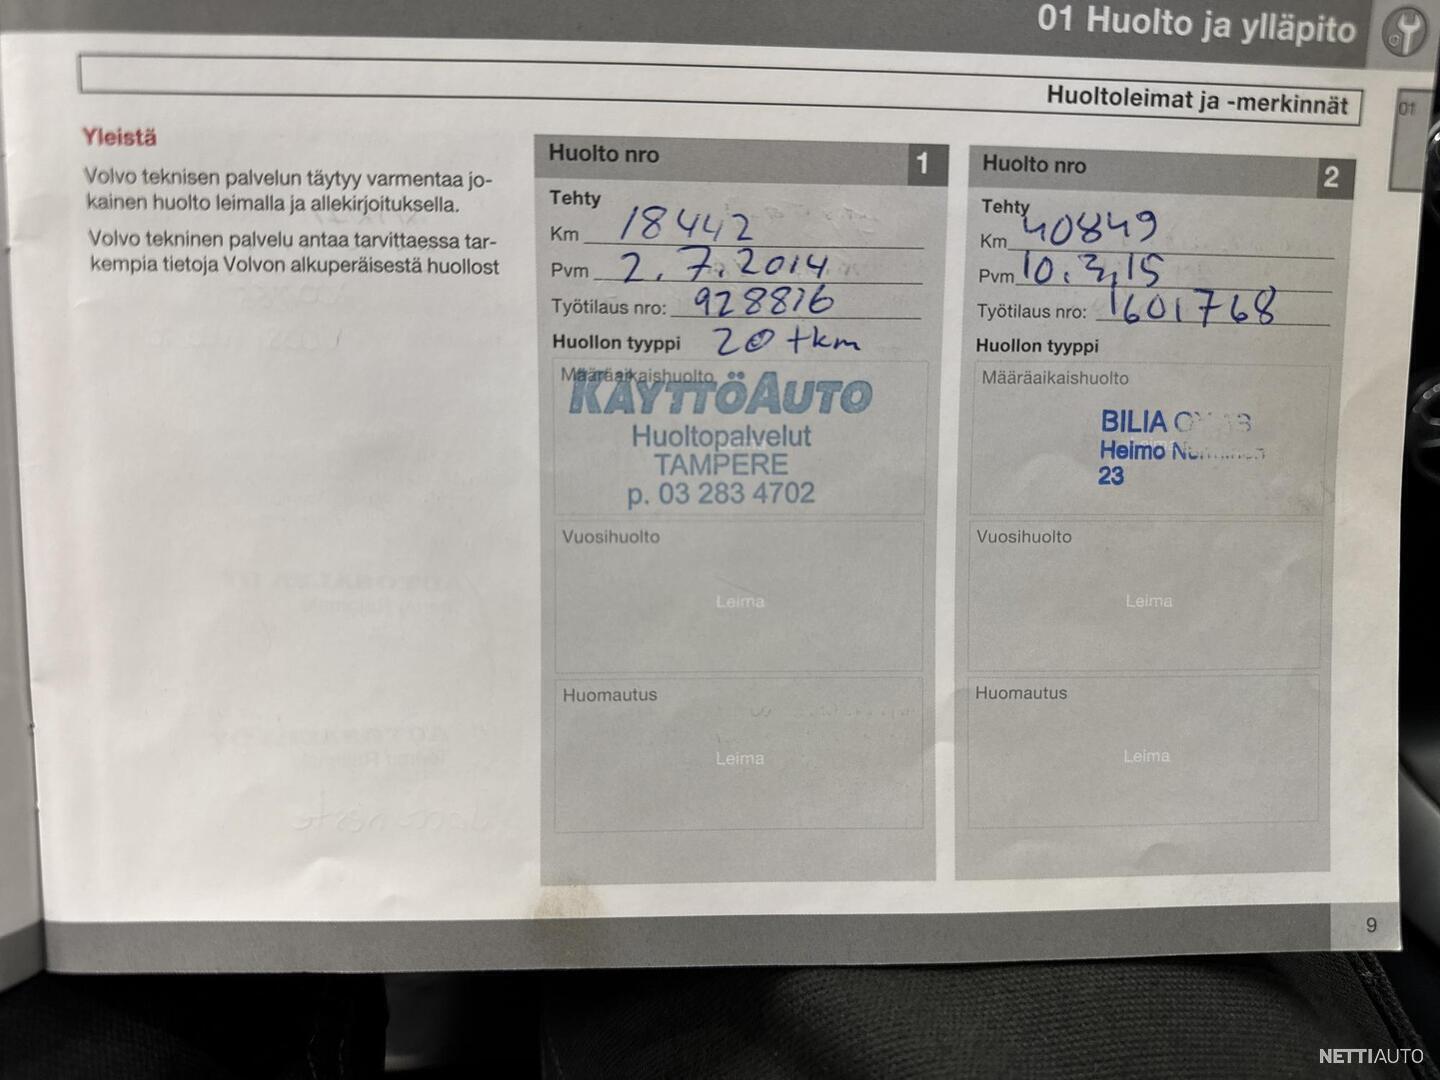 01 Huolto ja ylläpito
Huoltoleimat ja -merkinnät
01
Yleistä
Volvo teknisen palvelun täytyy varmentaa jo-
kainen huolto leimalla ja allekirjoituksella.
Volvo tekninen palvelu antaa tarvittaessa tar-
kempia tietoja Volvon alkuperäisestä huollost
Huolto nro 1
Tehty
Km 18442
Pvm 2.7.2014
Työtilaus nro: 928816
Huollon tyyppi 20 tkm
Määräaikaishuolto
KÄYTTÖAUTO
Huoltopalvelut
TAMPERE
p. 03 283 4702
Vuosihuolto
Leima
Huomautus
Leima
Huolto nro 2
Tehty
Km 40849
Pvm 10.3.15
Työtilaus nro: 1601768
Huollon tyyppi
Määräaikaishuolto
BILIA
Heimo
23
Vuosihuolto
Leima
Huomautus
Leima
9
NETTIAUTO